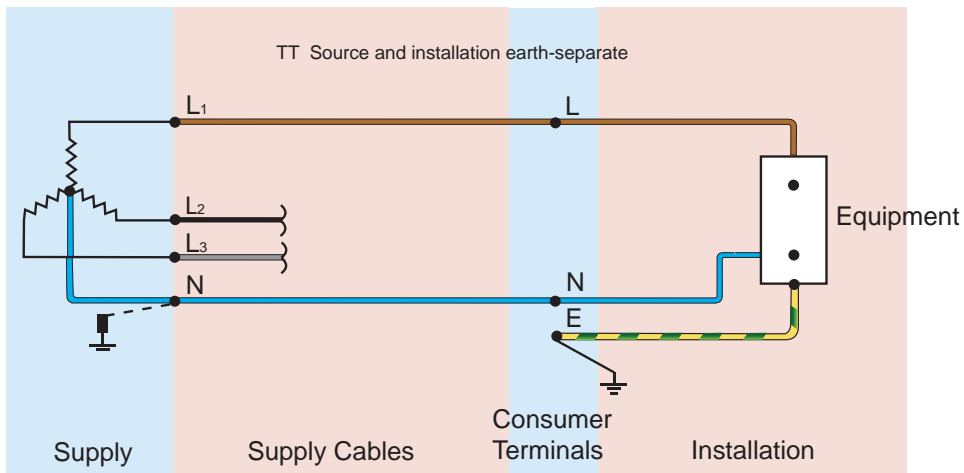 TT Source and installation earth-separate
L1
L
L2
Equipment
L3
N
N
E
Supply
Supply Cables
Consumer
Terminals
Installation